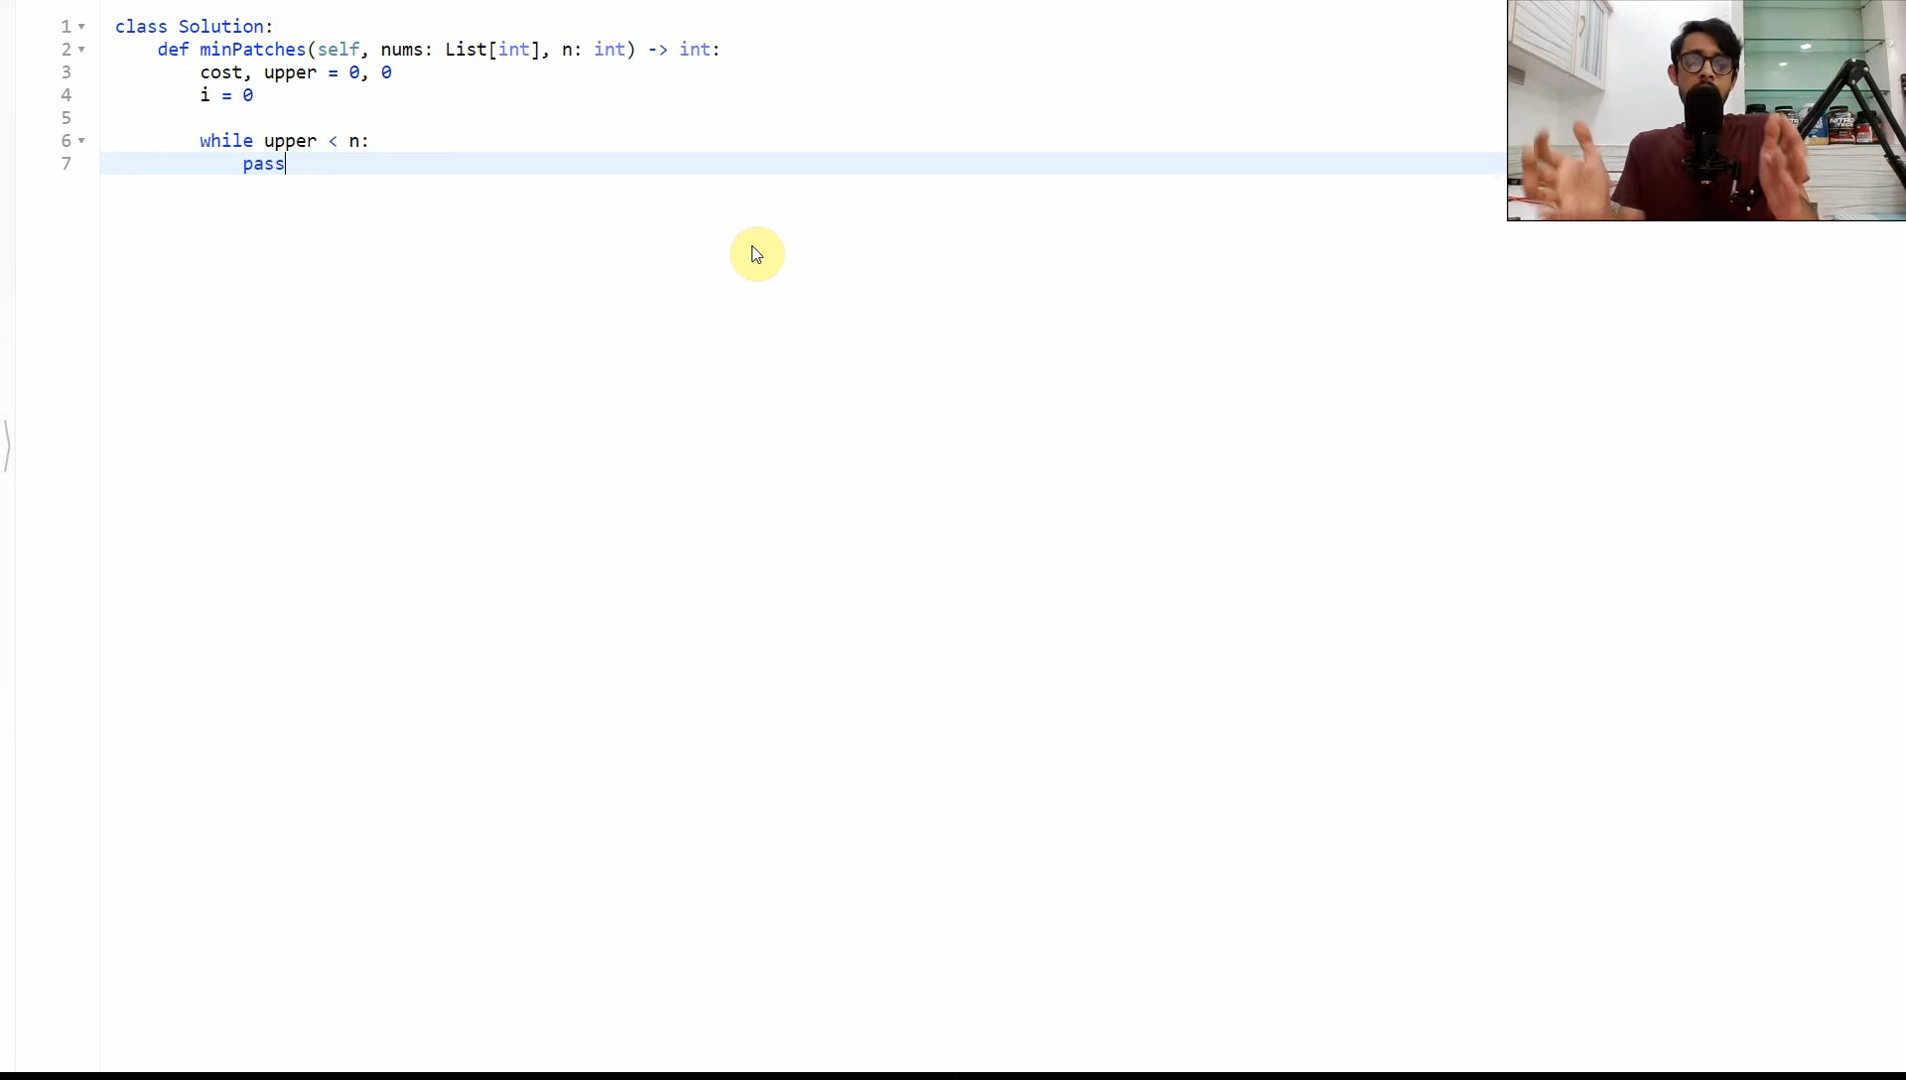 1 class Solution:
2 def minPatches(self, nums: List[int], n: int) -> int:
3 cost, upper = 0, 0
4 i = 0
5
6 while upper < n:
7 pass